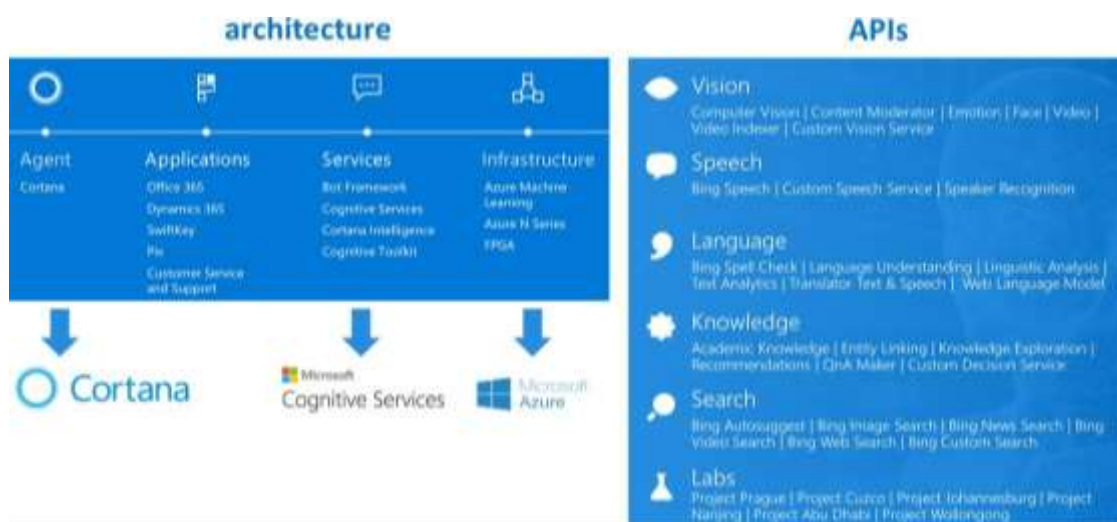 architecture
Agent
Cortana
Applications
Office 365
Dynamics 365
SwiftKey
Pix
Customer Service
and Support
Services
Bot Framework
Cognitive Services
Cortana Intelligence
Cognitive Toolkit
Infrastructure
Azure Machine
Learning
Azure N Series
FPGA
Cortana
Microsoft
Cognitive Services
Microsoft
Azure
APIs
Vision
Computer Vision | Content Moderator | Emotion | Face | Video |
Video Indexer | Custom Vision Service
Speech
Bing Speech | Custom Speech Service | Speaker Recognition
Language
Bing Spell Check | Language Understanding | Linguistic Analysis |
Text Analytics | Translator Text & Speech | Web Language Model
Knowledge
Academic Knowledge | Entity Linking | Knowledge Exploration |
Recommendations | QnA Maker | Custom Decision Service
Search
Bing Autosuggest | Bing Image Search | Bing News Search | Bing
Video Search | Bing Web Search | Bing Custom Search
Labs
Project Prague | Project Cuzco | Project Johannesburg | Project
Nanjing | Project Abu Dhabi | Project Wollongong